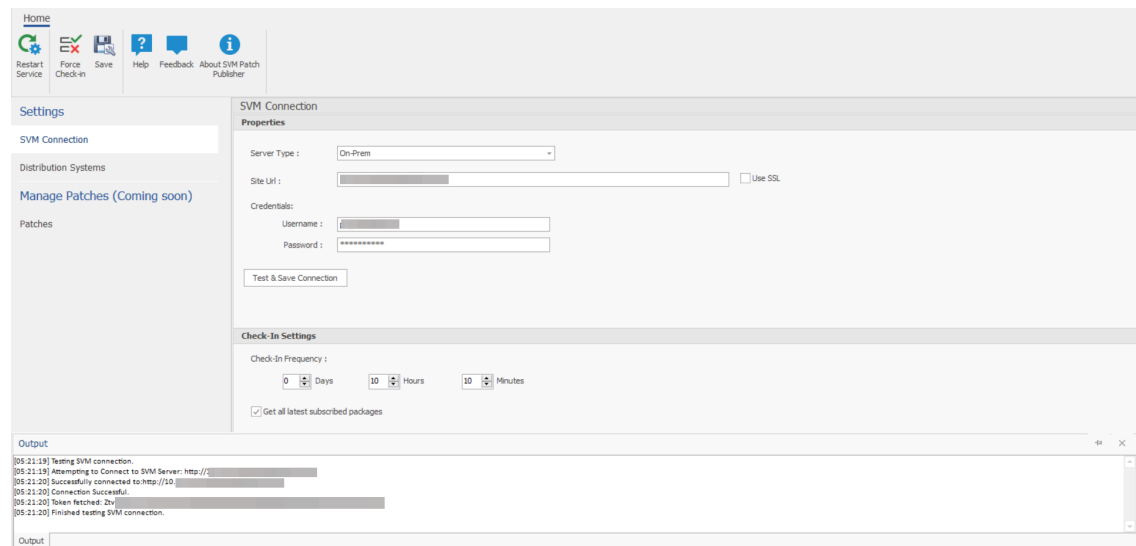 Home
Restart Service
Force Check-in
Save
Help
Feedback
About SVM Patch Publisher
Settings
SVM Connection
Distribution Systems
Manage Patches (Coming soon)
Patches
SVM Connection
Properties
Server Type :
On-Prem
Site Url :
Use SSL
Credentials:
Username :
Password :
**********
Test & Save Connection
Check-In Settings
Check-In Frequency :
0 Days 10 Hours 10 Minutes
Get all latest subscribed packages
Output
[05:21:19] Testing SVM connection.
[05:21:19] Attempting to Connect to SVM Server: http://
[05:21:20] Successfully connected to:http://10.
[05:21:20] Connection Successful.
[05:21:20] Token fetched: Ztv
[05:21:20] Finished testing SVM connection.
Output